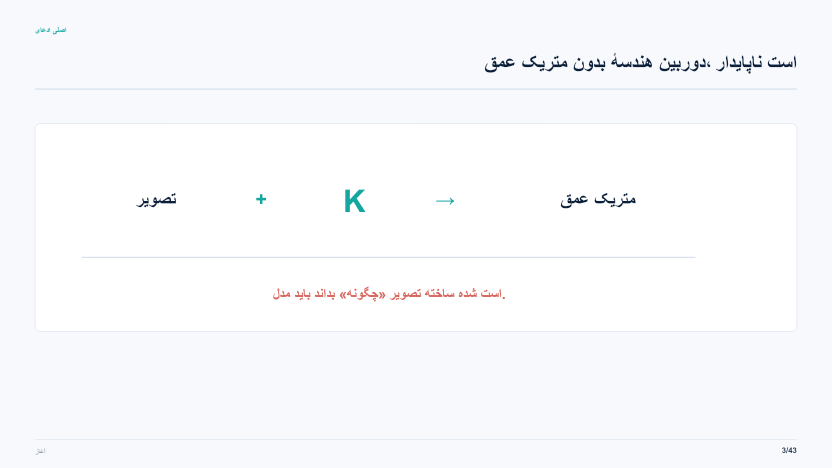 اصلی ادعای
است ناپایدار ،دوربین هندسهٔ بدون متریک عمق
تصویر + K → متریک عمق
.است شده ساخته تصویر «چگونه» بداند باید مدل
3/43